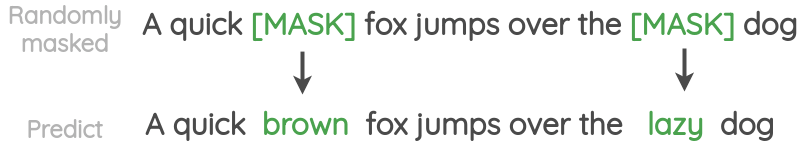 Randomly
masked
A quick [MASK] fox jumps over the [MASK] dog
Predict
A quick brown fox jumps over the lazy dog